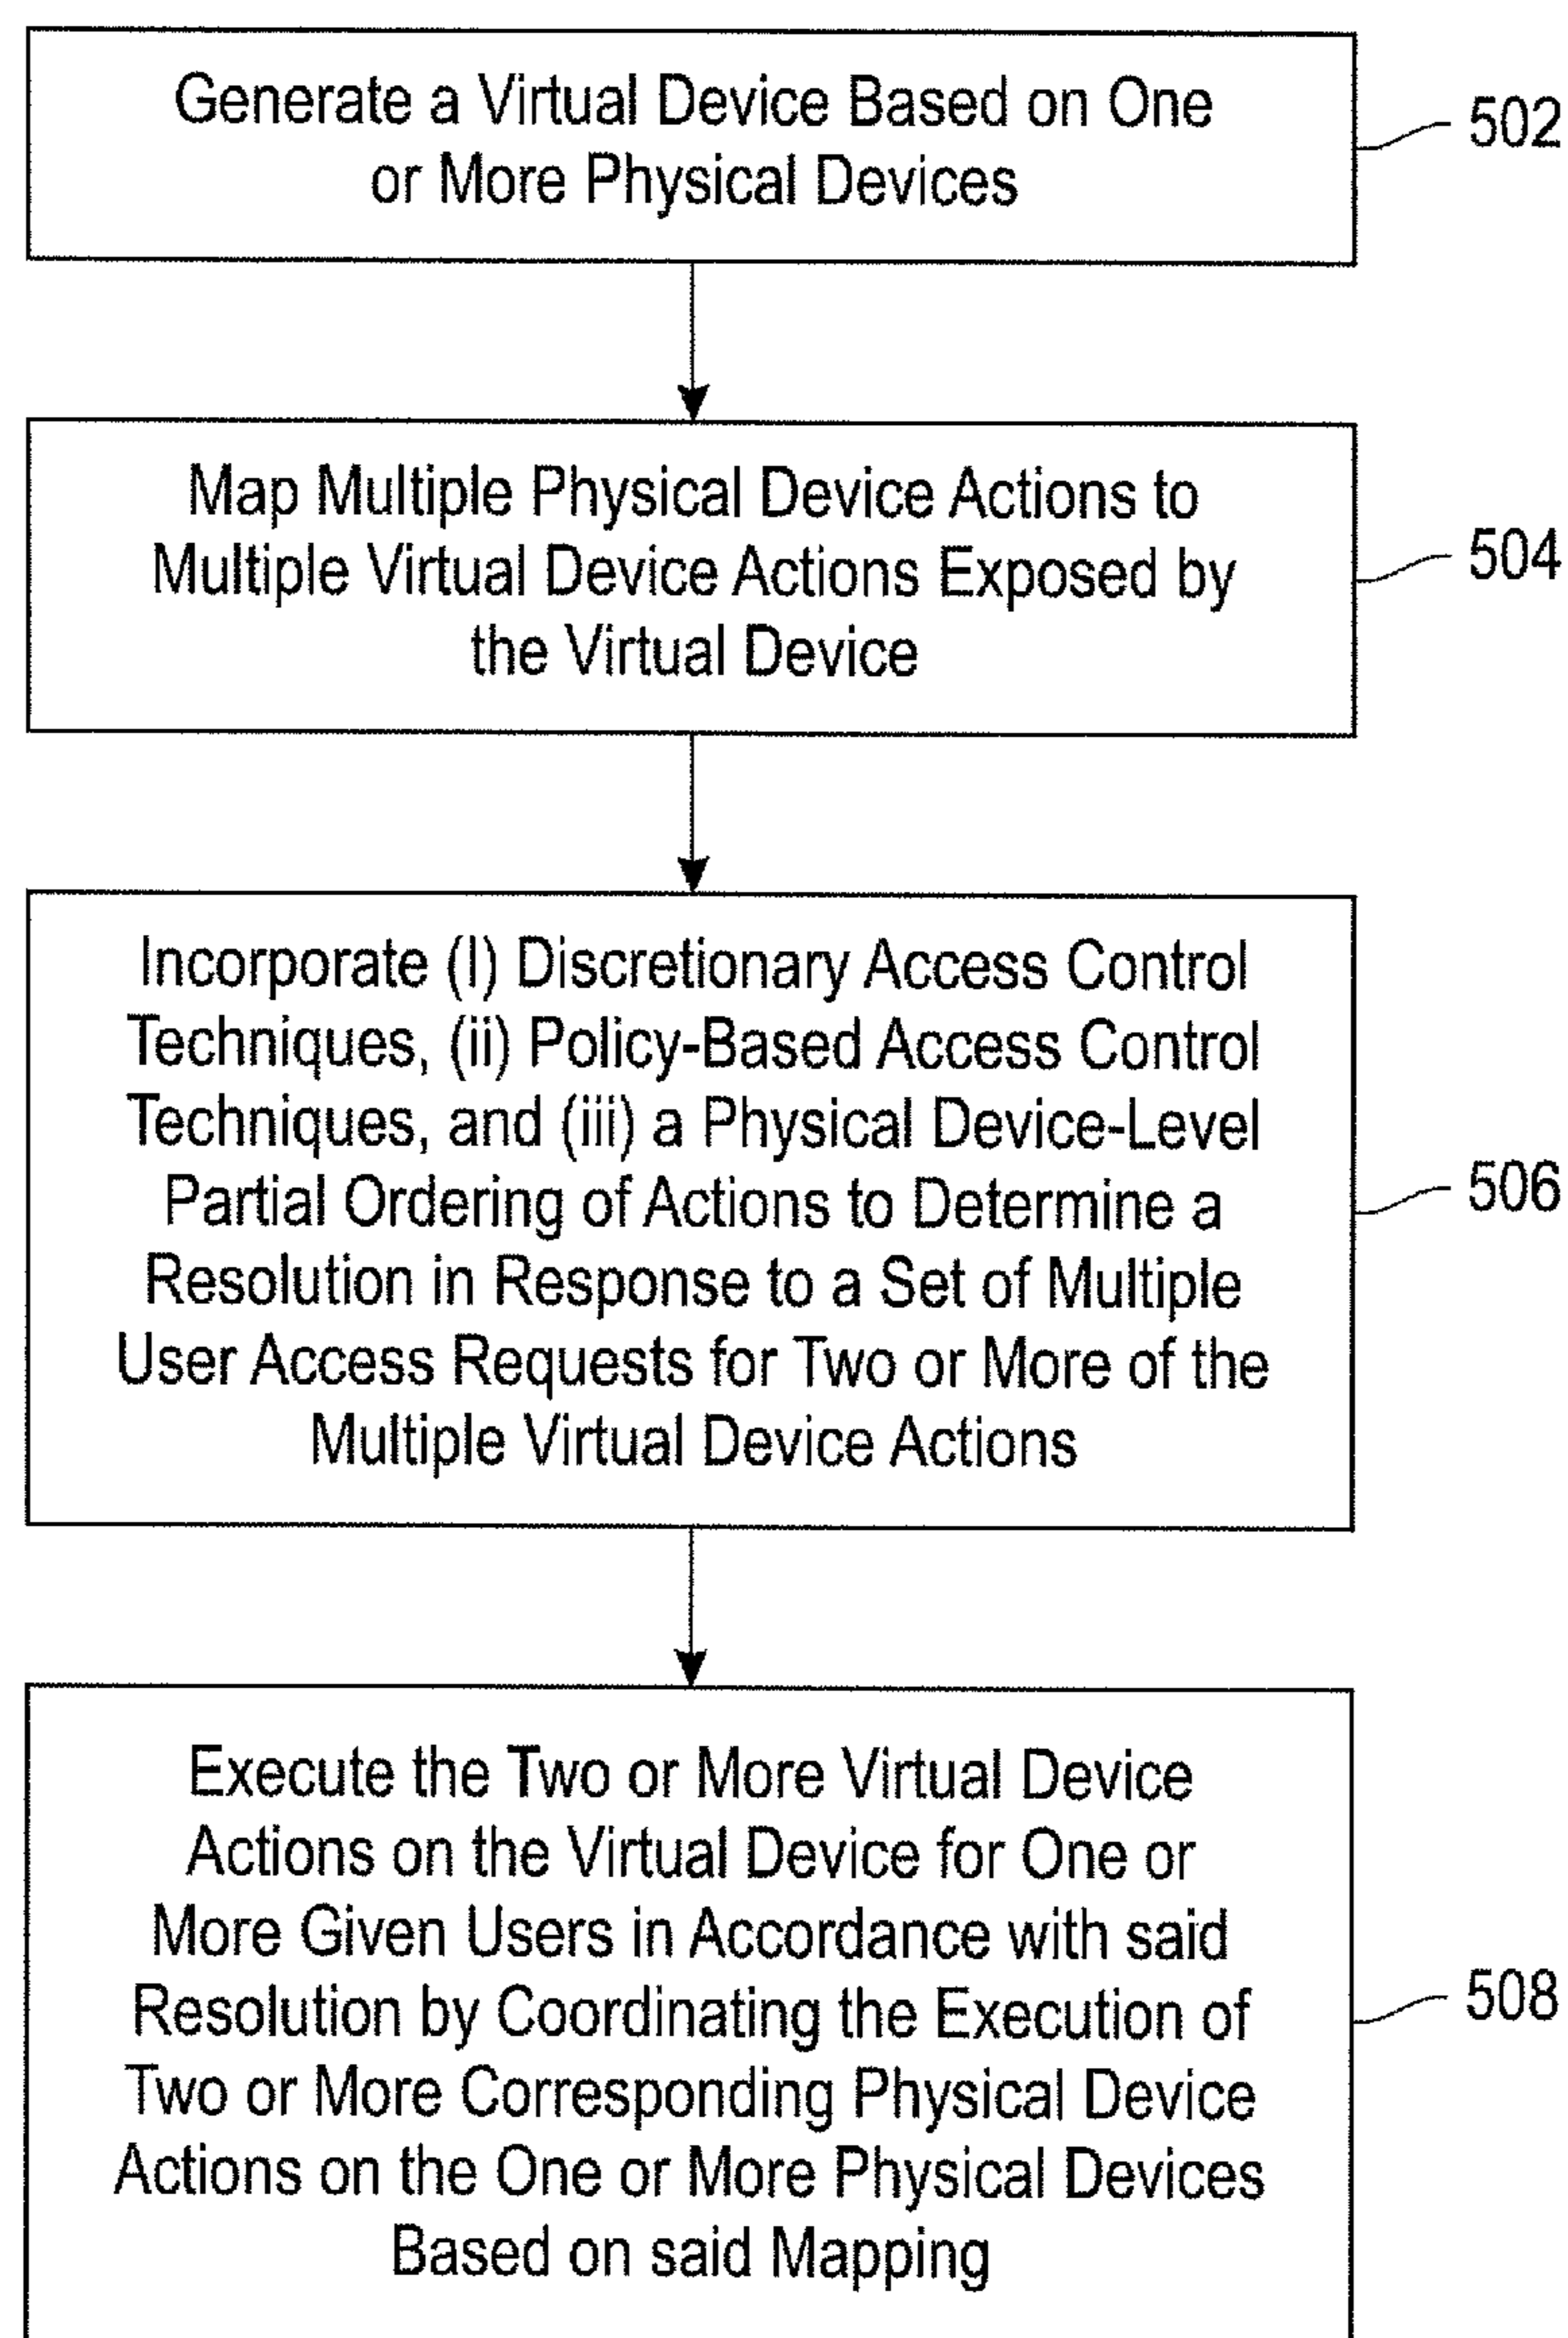 Generate a Virtual Device Based on One
or More Physical Devices
502
Map Multiple Physical Device Actions to
Multiple Virtual Device Actions Exposed by
the Virtual Device
504
Incorporate (I) Discretionary Access Control
Techniques, (ii) Policy-Based Access Control
Techniques, and (iii) a Physical Device-Level
Partial Ordering of Actions to Determine a
Resolution in Response to a Set of Multiple
User Access Requests for Two or More of the
Multiple Virtual Device Actions
506
Execute the Two or More Virtual Device
Actions on the Virtual Device for One or
More Given Users in Accordance with said
Resolution by Coordinating the Execution of
Two or More Corresponding Physical Device
Actions on the One or More Physical Devices
Based on said Mapping
508